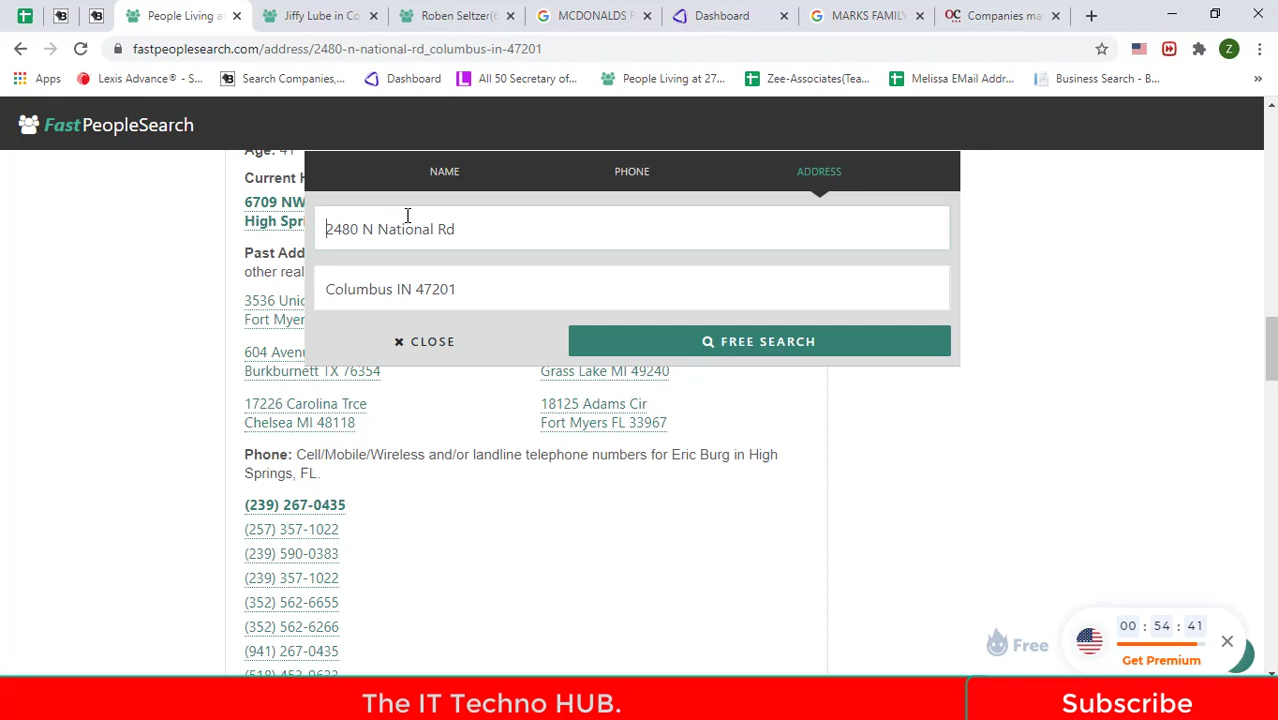 People Living at
Jiffy Lube in Co
Roben Seltzer(6
MCDONALDS F
Dashboard
MARKS FAMILY
Companies ma
fastpeoplesearch.com/address/2480-n-national-rd_columbus-in-47201
Z
Apps
Lexis Advance® - S...
Search Companies,...
Dashboard
All 50 Secretary of...
People Living at 27...
Zee-Associates(Tea...
Melissa EMail Addr...
Business Search - B...
»
FastPeopleSearch
Age: 41
NAME
PHONE
ADDRESS
Current H
6709 NW
High Spri
2480 N National Rd
Past Add
other real
Columbus IN 47201
3536 Unio
Fort Myer
CLOSE
FREE SEARCH
604 Avenu
Burkburnett TX 76354
Grass Lake MI 49240
17226 Carolina Trce
Chelsea MI 48118
18125 Adams Cir
Fort Myers FL 33967
Phone: Cell/Mobile/Wireless and/or landline telephone numbers for Eric Burg in High
Springs, FL.
(239) 267-0435
(257) 357-1022
(239) 590-0383
(239) 357-1022
(352) 562-6655
(352) 562-6266
(941) 267-0435
Free
00 : 54 : 41
Get Premium
The IT Techno HUB.
Subscribe